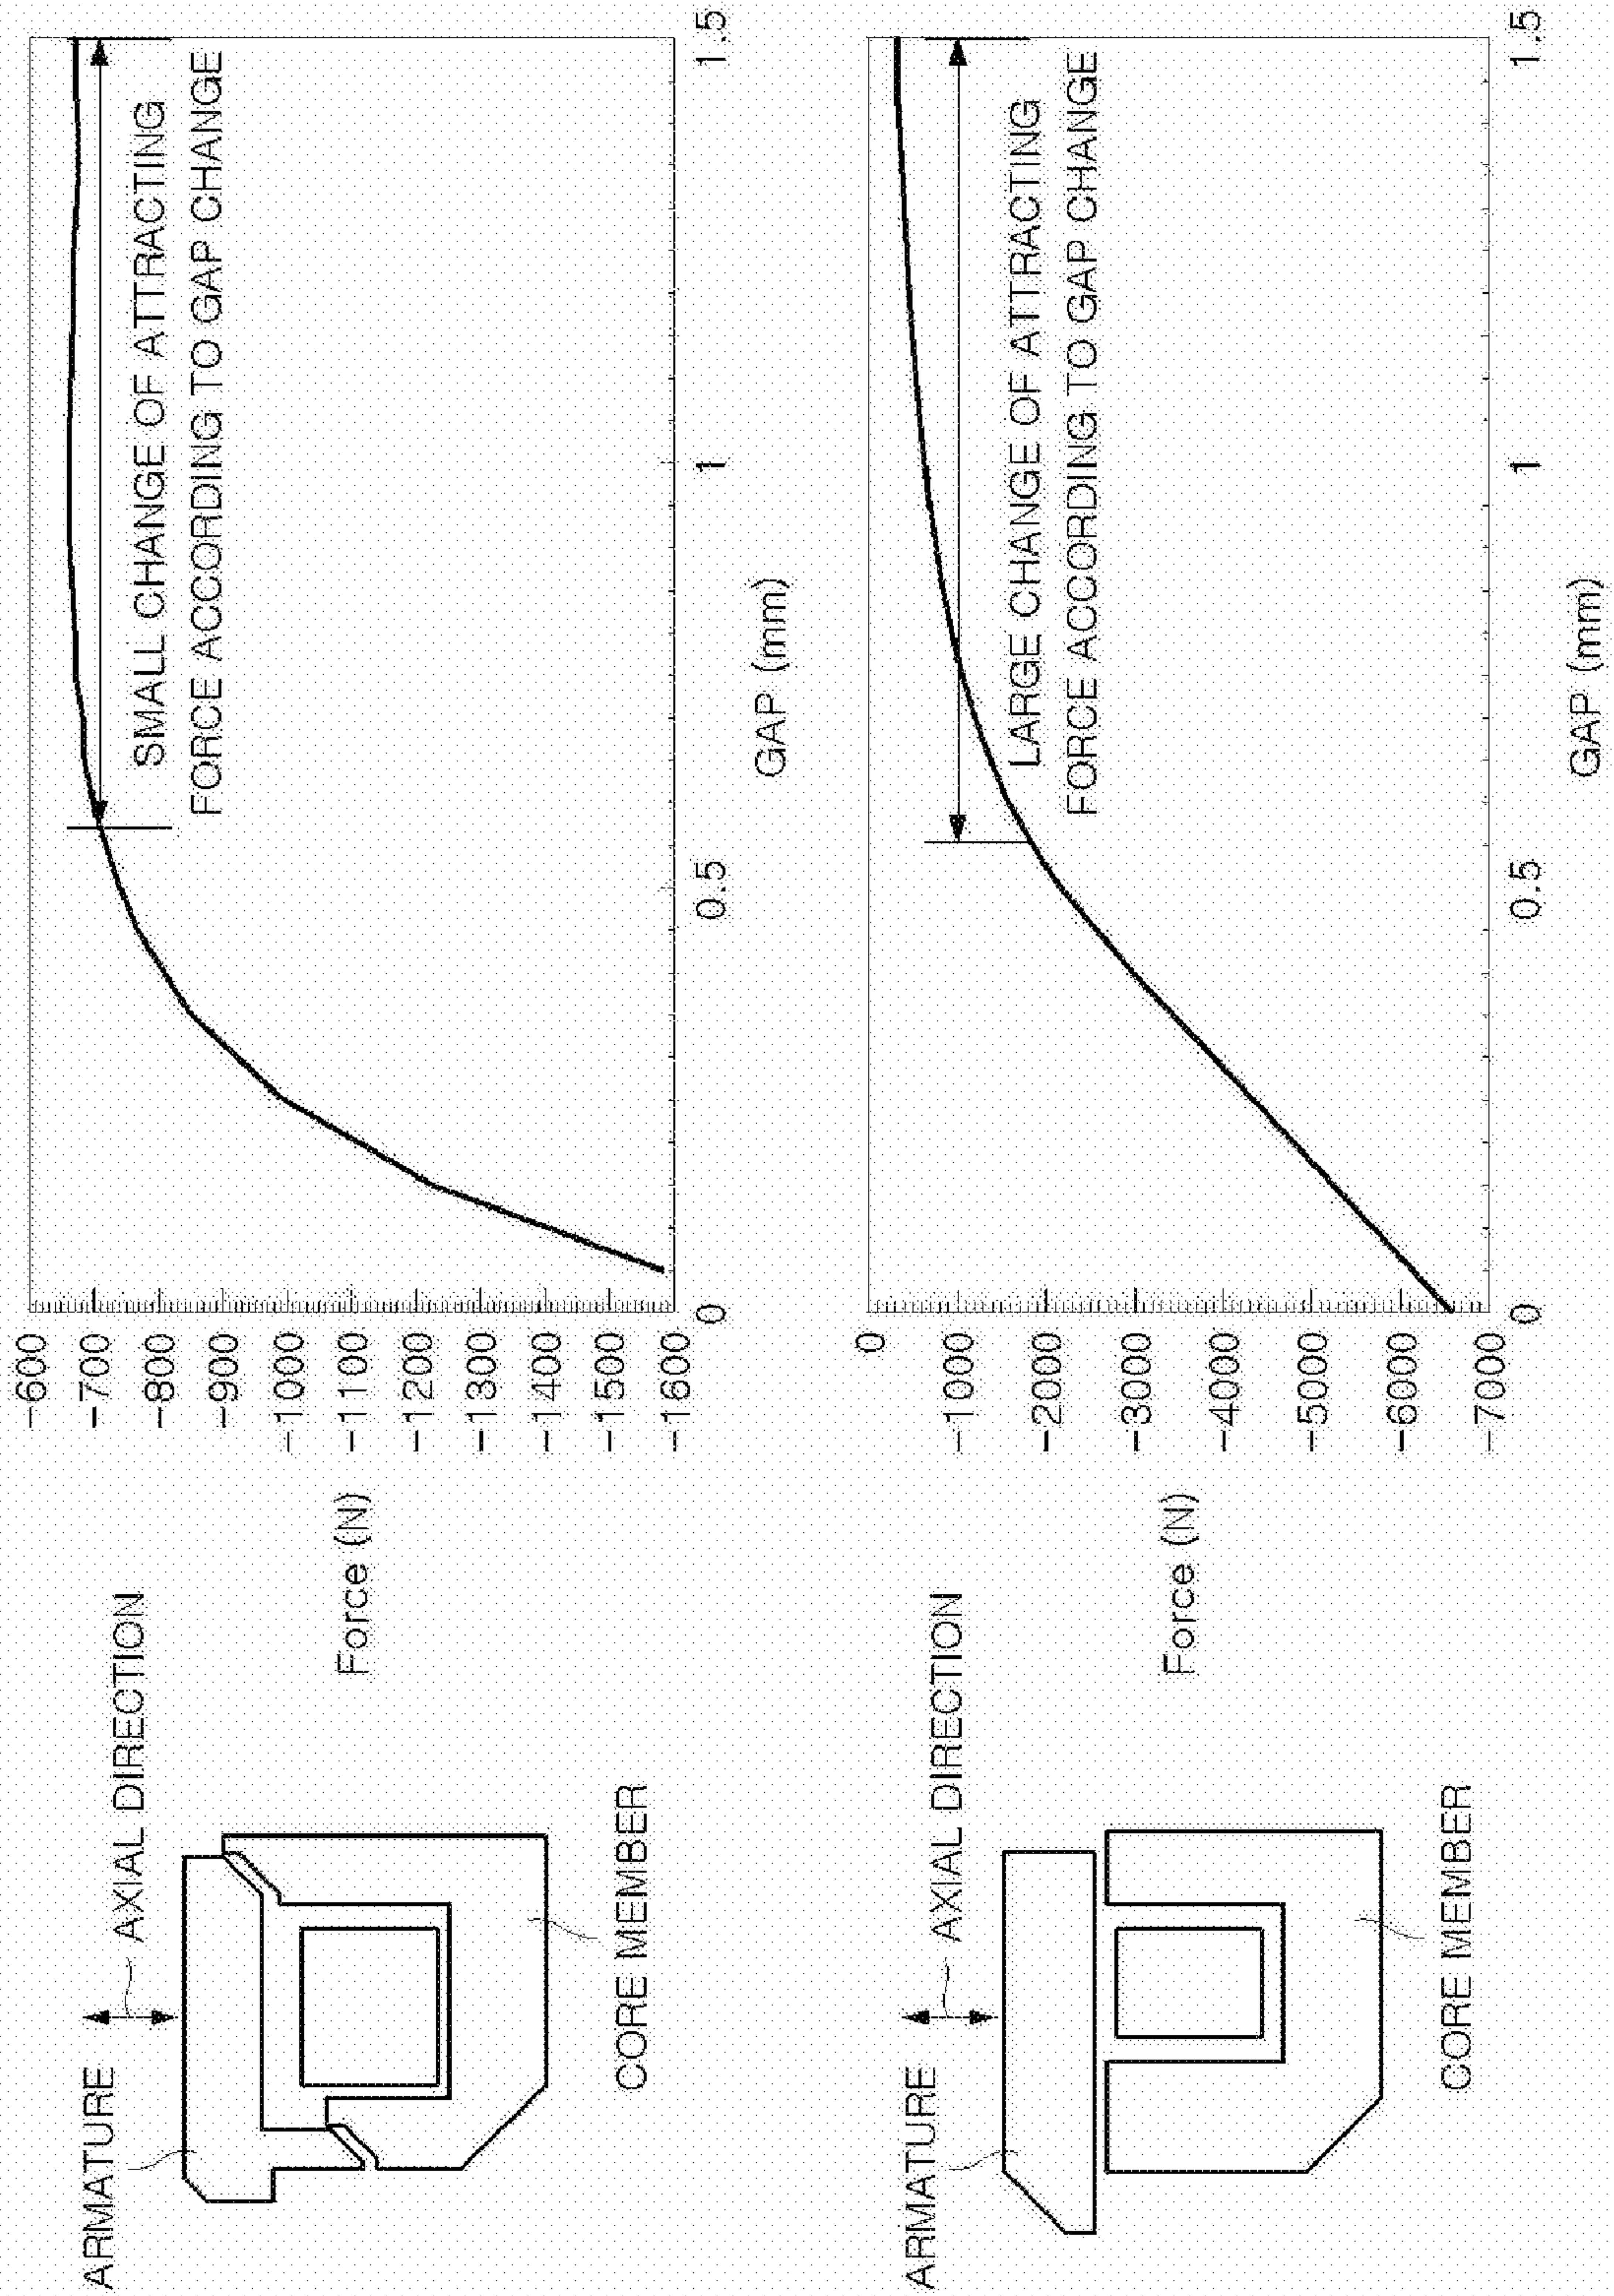 ARMATURE
AXIAL DIRECTION
CORE MEMBER
Force (N)
-600
-700
-800
-900
-1000
-1100
-1200
-1300
-1400
-1500
-1600
SMALL CHANGE OF ATTRACTING
FORCE ACCORDING TO GAP CHANGE
0
0.5
1
1.5
GAP (mm)
ARMATURE
AXIAL DIRECTION
CORE MEMBER
Force (N)
0
-1000
-2000
-3000
-4000
-5000
-6000
-7000
LARGE CHANGE OF ATTRACTING
FORCE ACCORDING TO GAP CHANGE
0
0.5
1
1.5
GAP (mm)